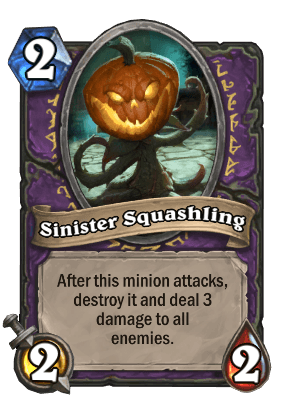 2
Sinister Squashling
After this minion attacks,
destroy it and deal 3
damage to all
enemies.
2
2